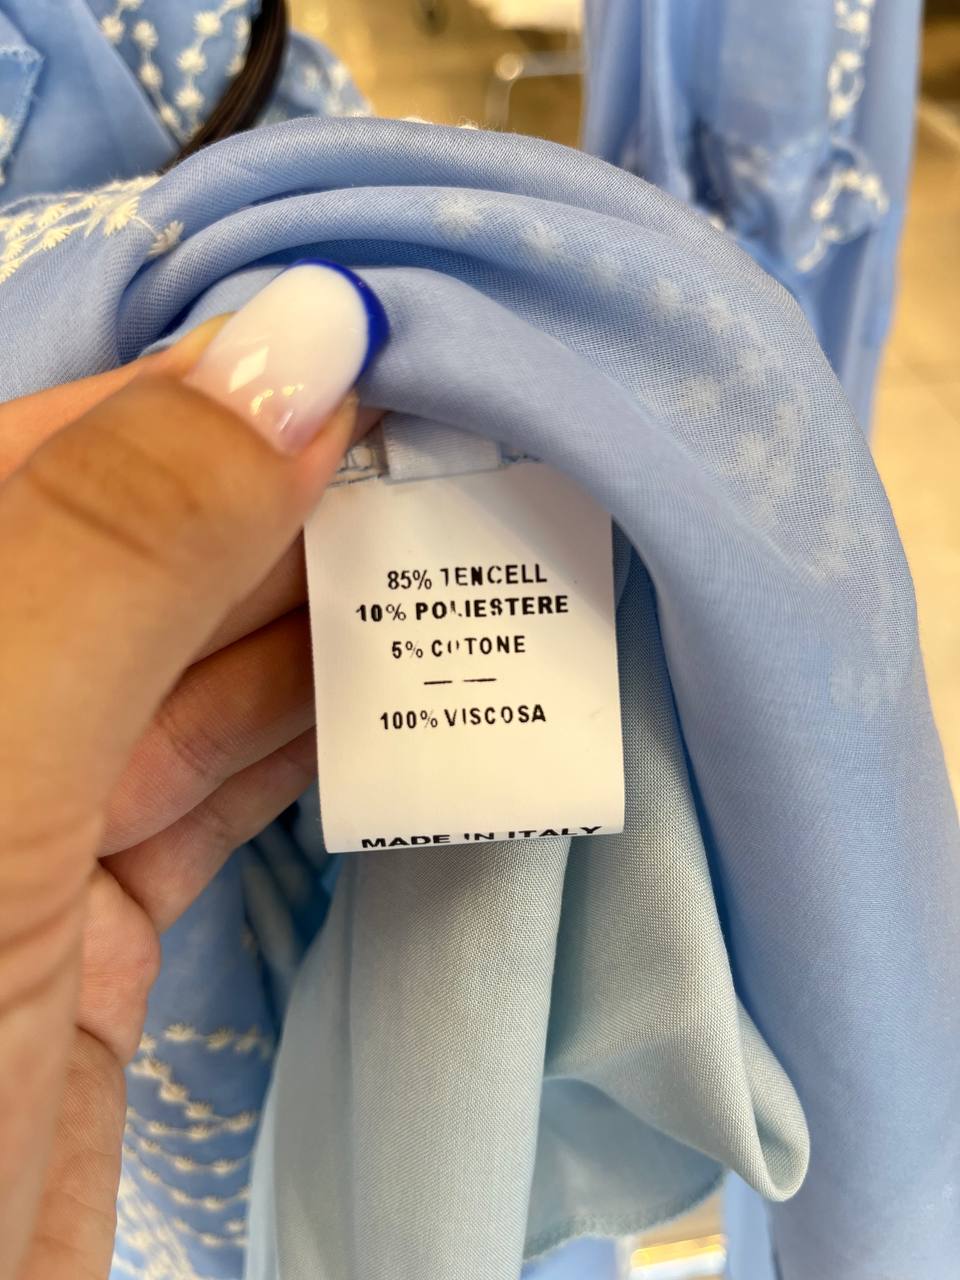 85% TENCELL
10% POLIESTERE
5% COTONE
— —
100% VISCOSA
MADE IN ITALY